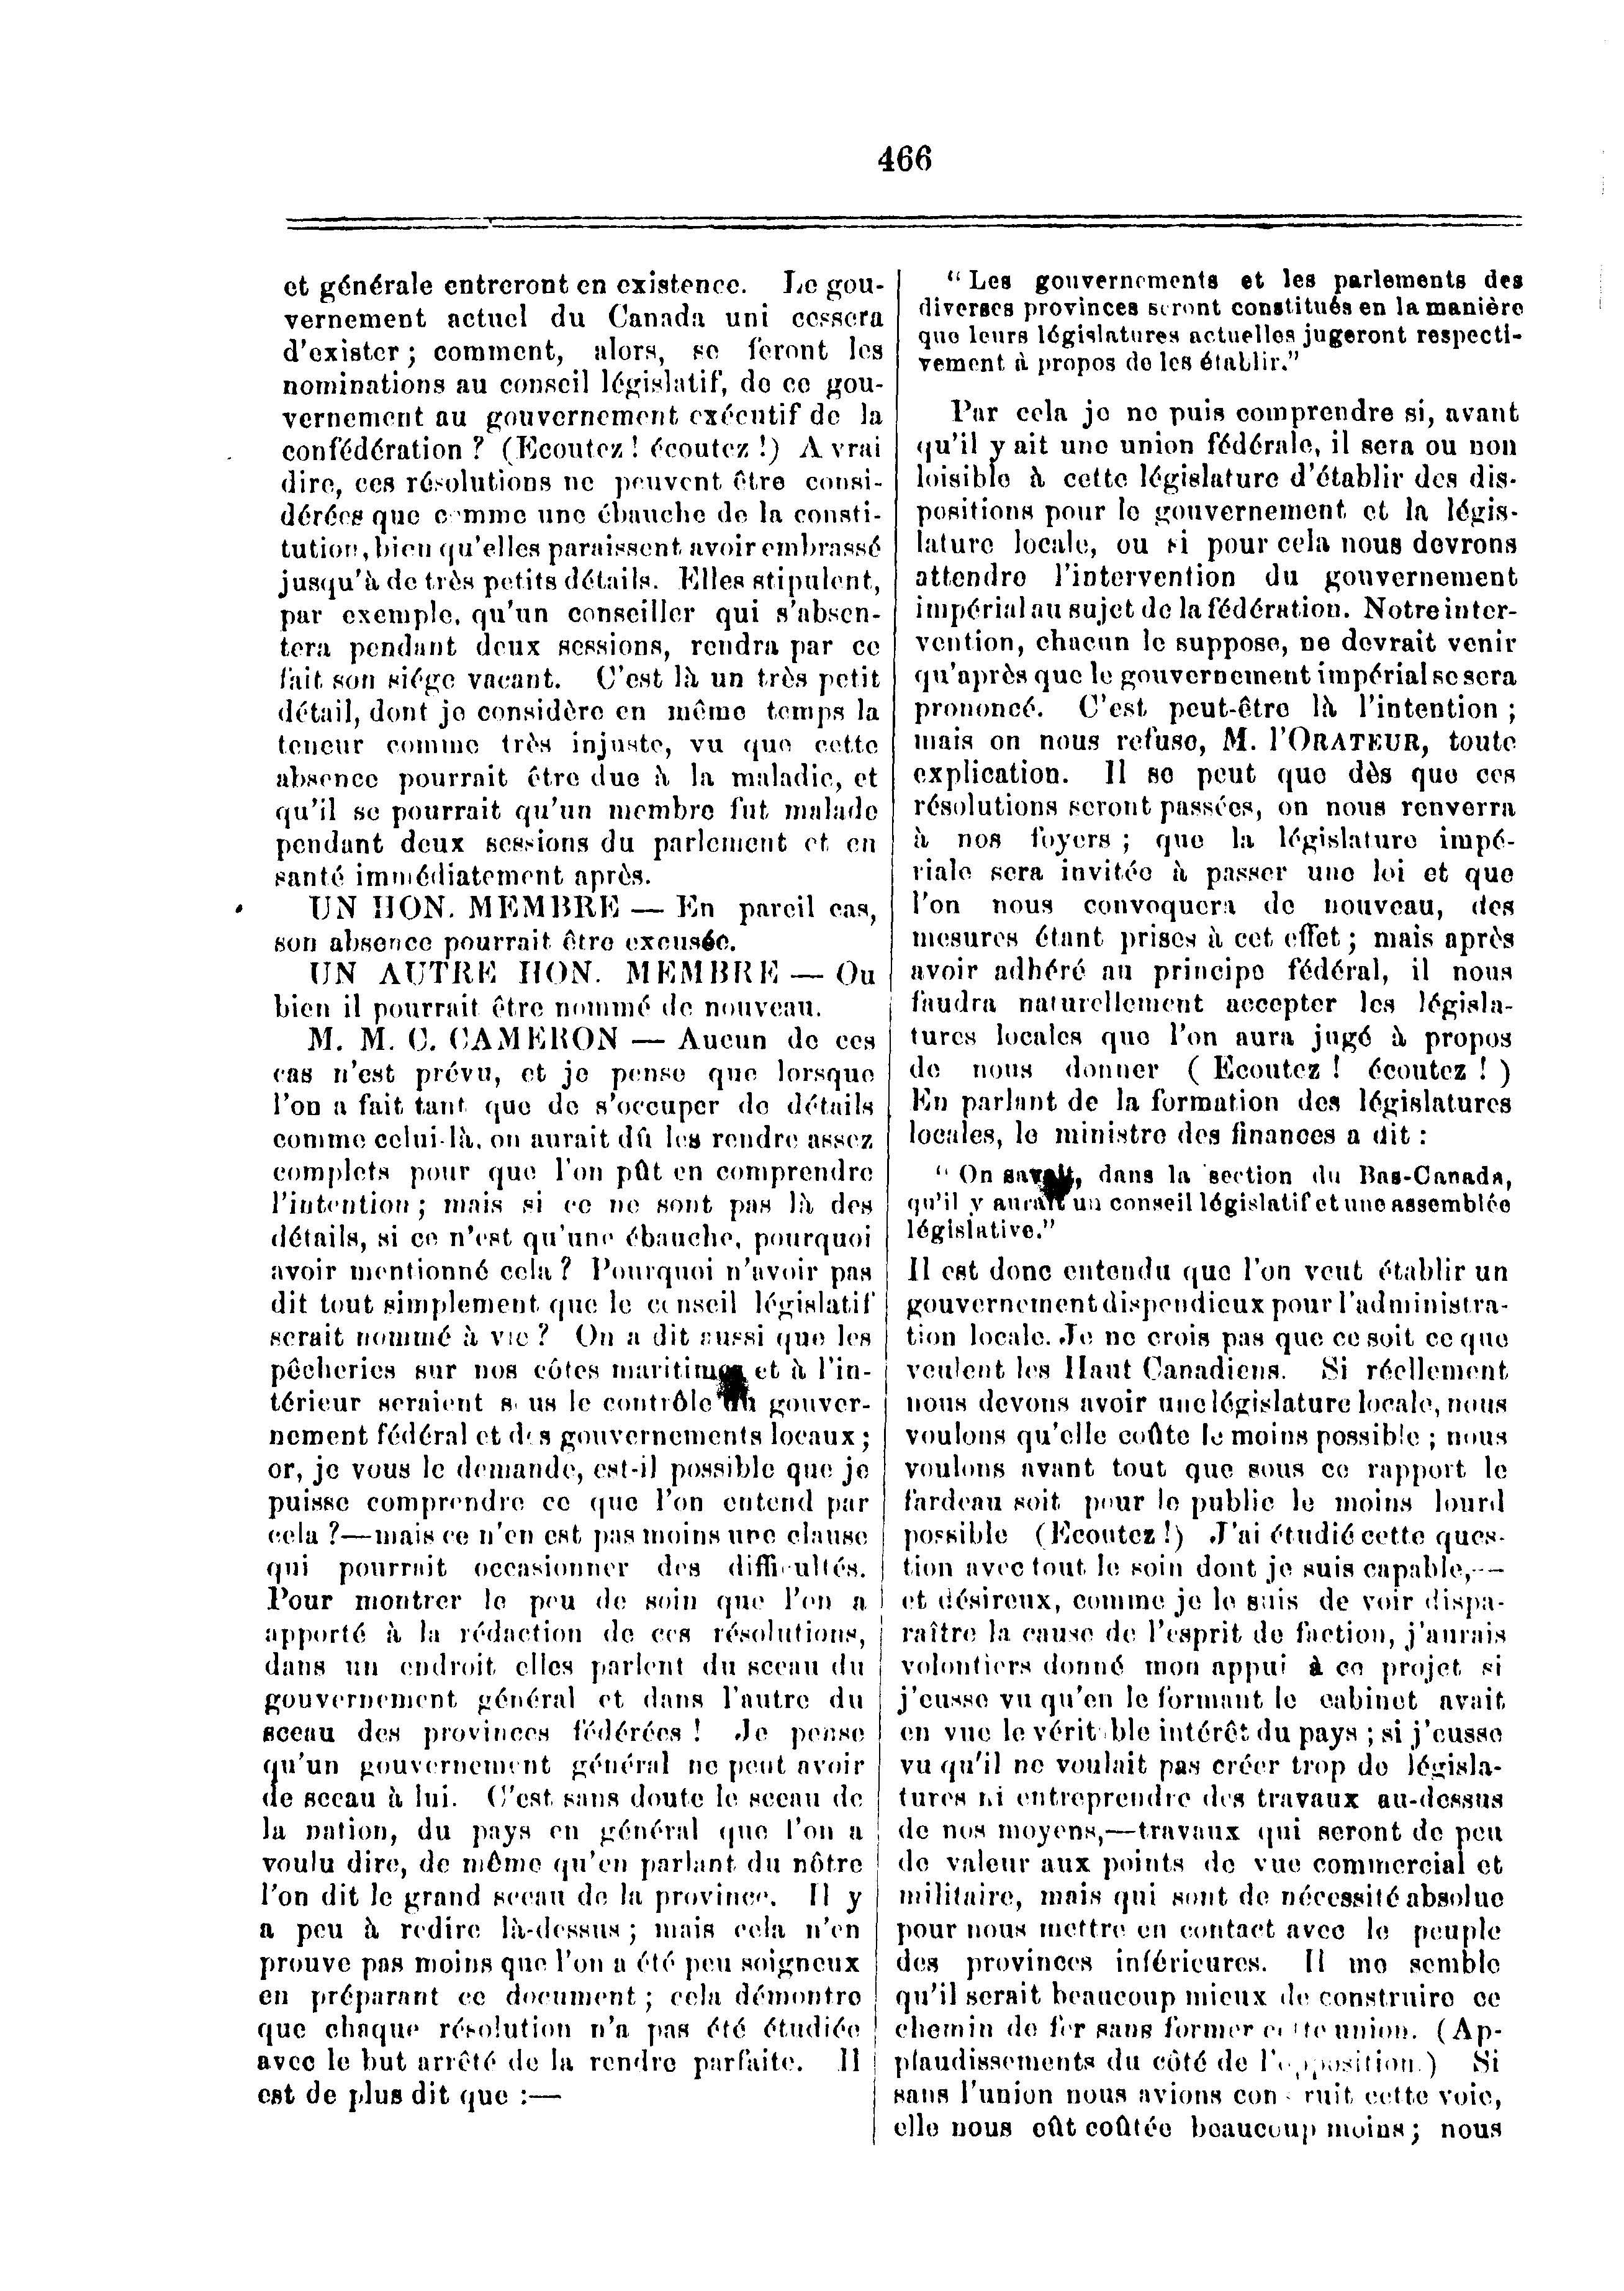 466
et générale entreront en existence. Le gou-
vernement actuel du Canada uni cessera
d'exister ; comment, alors, se feront les
nominations au conseil législatif, de ce gou-
vernement au gouvernement exécutif de la
confédération ? (Ecoutez ! écoutez !) A vrai
dire, ces résolutions ne peuvent être consi-
dérées que comme une ébauche de la consti-
tution, bien qu'elles paraissent avoir embrassé
jusqu'à de très petits détails. Elles stipulent,
par exemple, qu'un conseiller qui s'absen-
tera pendant deux sessions, rendra par ce
fait son siége vacant. C'est là un très petit
détail, dont je considère en même temps la
teneur comme très injuste, vu que cette
absence pourrait être due à la maladie, et
qu'il se pourrait qu'un membre fut malade
pendant deux sessions du parlement et en
santé immédiatement après.
UN HON. MEMBRE — En pareil cas,
son absence pourrait être excusée.
UN AUTRE HON. MEMBRE — Ou
bien il pourrait être nommé de nouveau.
M. M. C. CAMERON — Aucun de ces
cas n'est prévu, et je pense que lorsque
l'on a fait tant que de s'occuper de détails
comme celui-là, on aurait dû les rendre assez
complets pour que l'on pût en comprendre
l'intention ; mais si ce ne sont pas là des
détails, si ce n'est qu'une ébauche, pourquoi
avoir mentionné cela ? Pourquoi n'avoir pas
dit tout simplement que le conseil législatif
serait nommé à vie ? On a dit aussi que les
pêcheries sur nos côtes maritimes et à l'in-
térieur seraient sous le contrôle du gouver-
nement fédéral et des gouvernements locaux ;
or, je vous le demande, est-il possible que je
puisse comprendre ce que l'on entend par
cela ?—mais ce n'en est pas moins une clause
qui pourrait occasionner des difficultés.
Pour montrer le peu de soin que l'on a
apporté à la rédaction de ces résolutions,
dans un endroit elles parlent du sceau du
gouvernement général et dans l'autre du
sceau des provinces fédérées ! Je pense
qu'un gouvernement général ne peut avoir
de sceau à lui. C'est sans doute le sceau de
la nation, du pays en général que l'on a
voulu dire, de même qu'en parlant du nôtre
l'on dit le grand sceau de la province. Il y
a peu à redire là-dessus ; mais cela n'en
prouve pas moins que l'on a été peu soigneux
en préparant ce document ; cela démontre
que chaque résolution n'a pas été étudiée
avec le but arrêté de la rendre parfaite. Il
est de plus dit que :—
" Les gouvernements et les parlements des
diverses provinces seront constitués en la manière
que leurs législatures actuelles jugeront respecti-
vement à propos de les établir."
Par cela je ne puis comprendre si, avant
qu'il y ait une union fédérale, il sera ou non
loisible à cette législature d'établir des dis-
positions pour le gouvernement et la légis-
lature locale, ou si pour cela nous devrons
attendre l'intervention du gouvernement
impérial au sujet de la fédération. Notre inter-
vention, chacun le suppose, ne devrait venir
qu'après que le gouvernement impérial se sera
prononcé. C'est peut-être là l'intention ;
mais on nous refuse, M. l'ORATEUR, toute
explication. Il se peut que dès que ces
résolutions seront passées, on nous renverra
à nos foyers ; que la législature impé-
riale sera invitée à passer une loi et que
l'on nous convoquera de nouveau, des
mesures étant prises à cet effet ; mais après
avoir adhéré au principe fédéral, il nous
faudra naturellement accepter les législa-
tures locales que l'on aura jugé à propos
de nous donner ( Ecoutez ! écoutez ! )
En parlant de la formation des législatures
locales, le ministre des finances a dit :
" On savait, dans la section du Bas-Canada,
qu'il y aurait un conseil législatif et une assemblée
législative."
Il est donc entendu que l'on veut établir un
gouvernement dispendieux pour l'administra-
tion locale. Je ne crois pas que ce soit ce que
veulent les Haut Canadiens. Si réellement
nous devons avoir une législature locale, nous
voulons qu'elle coûte le moins possible ; nous
voulons avant tout que sous ce rapport le
fardeau soit pour le public le moins lourd
possible (Ecoutez !) J'ai étudié cette ques-
tion avec tout le soin dont je suis capable,—
et désireux, comme je le suis de voir dispa-
raître la cause de l'esprit de faction, j'aurais
volontiers donné mon appui à ce projet si
j'eusse vu qu'en le formant le cabinet avait
en vue le véritable intérêt du pays ; si j'eusse
vu qu'il ne voulait pas créer trop de législa-
tures ni entreprendre des travaux au-dessus
de nos moyens,—travaux qui seront de peu
de valeur aux points de vue commercial et
militaire, mais qui sont de nécessité absolue
pour nous mettre en contact avec le peuple
des provinces inférieures. Il me semble
qu'il serait beaucoup mieux de construire ce
chemin de fer sans former cette union. (Ap-
plaudissements du côté de l'opposition.) Si
sans l'union nous avions construit cette voie,
elle nous eût coûtée beaucoup moins ; nous